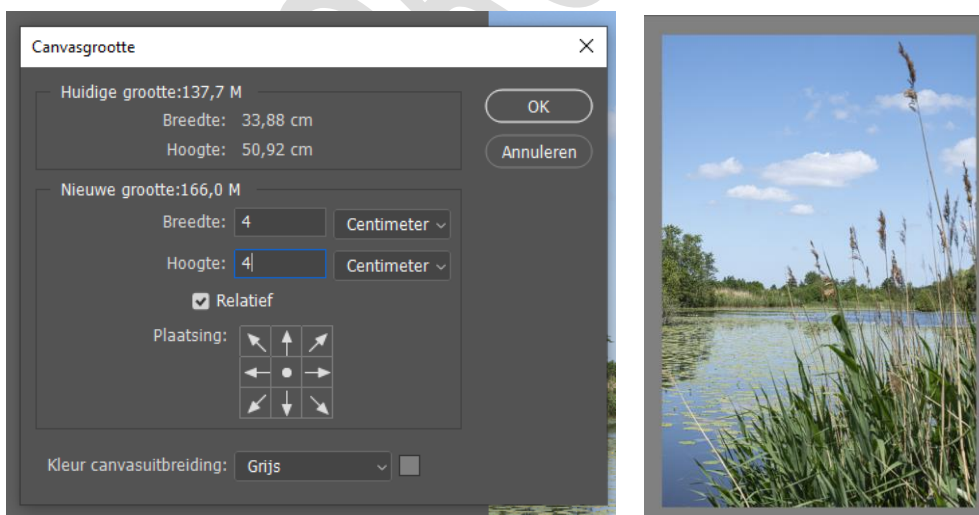 Canvasgrootte
Huidige grootte:137,7 M
Breedte: 33,88 cm
Hoogte: 50,92 cm
OK
Annuleren
Nieuwe grootte:166,0 M
Breedte: 4 Centimeter
Hoogte: 4 Centimeter
Relatief
Plaatsing:
Kleur canvasuitbreiding: Grijs